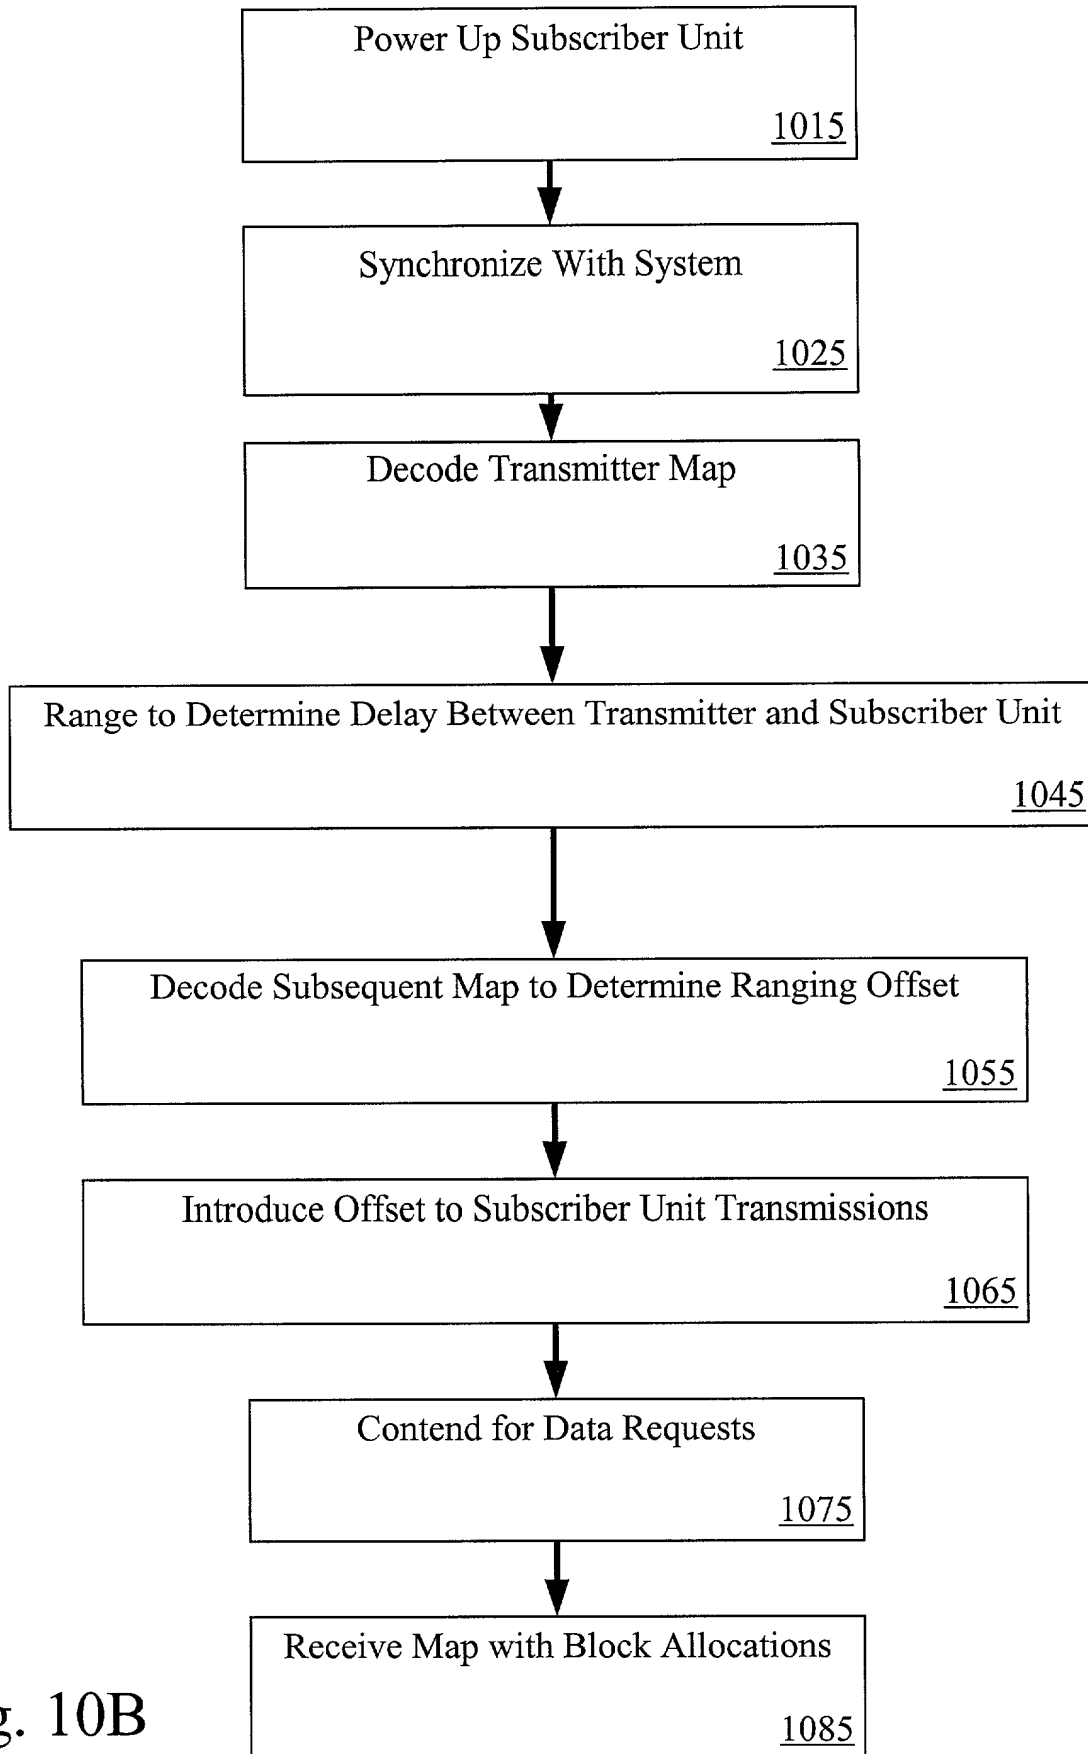 Power Up Subscriber Unit
1015
Synchronize With System
1025
Decode Transmitter Map
1035
Range to Determine Delay Between Transmitter and Subscriber Unit
1045
Decode Subsequent Map to Determine Ranging Offset
1055
Introduce Offset to Subscriber Unit Transmissions
1065
Contend for Data Requests
1075
Receive Map with Block Allocations
1085
g. 10B